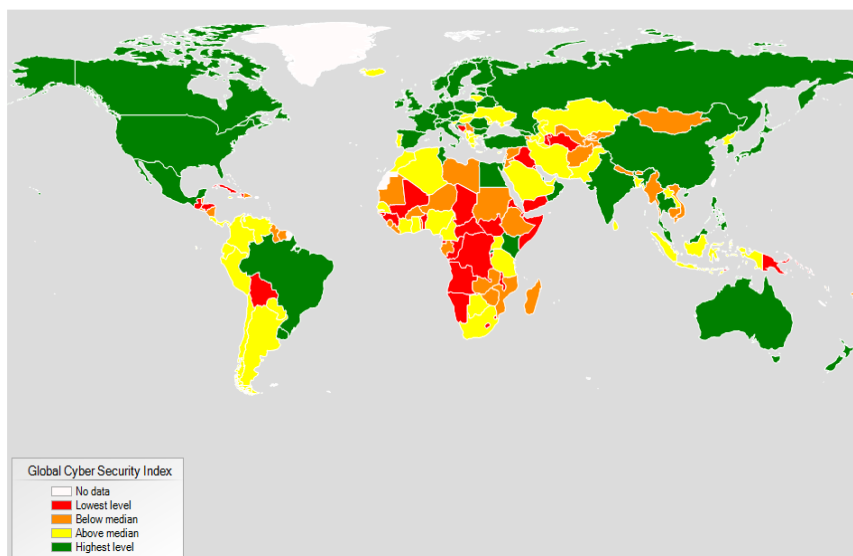 Global Cyber Security Index
No data
Lowest level
Below median
Above median
Highest level